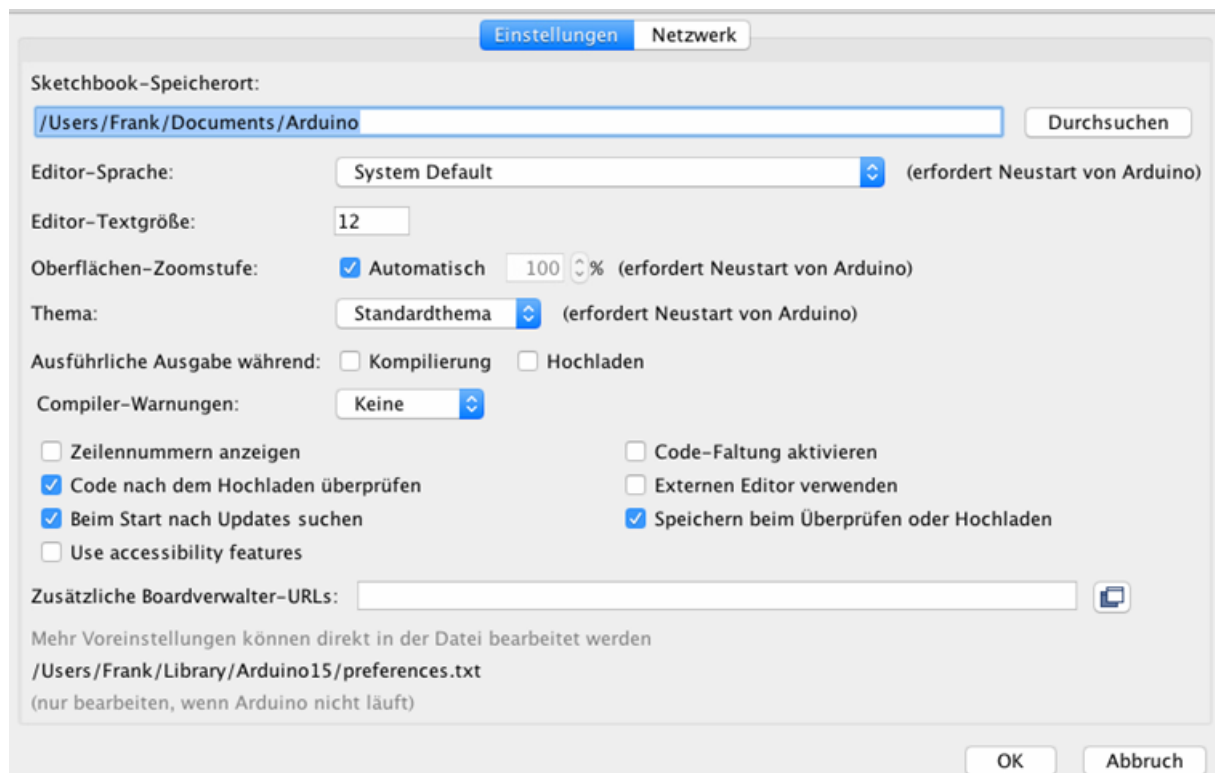 Einstellungen Netzwerk
Sketchbook-Speicherort:
/Users/Frank/Documents/Arduino Durchsuchen
Editor-Sprache: System Default (erfordert Neustart von Arduino)
Editor-Textgröße: 12
Oberflächen-Zoomstufe: Automatisch 100 % (erfordert Neustart von Arduino)
Thema: Standardthema (erfordert Neustart von Arduino)
Ausführliche Ausgabe während: Kompilierung Hochladen
Compiler-Warnungen: Keine
Zeilennummern anzeigen Code-Faltung aktivieren
Code nach dem Hochladen überprüfen Externen Editor verwenden
Beim Start nach Updates suchen Speichern beim Überprüfen oder Hochladen
Use accessibility features
Zusätzliche Boardverwalter-URLs:
Mehr Voreinstellungen können direkt in der Datei bearbeitet werden
/Users/Frank/Library/Arduino15/preferences.txt
(nur bearbeiten, wenn Arduino nicht läuft)
OK Abbruch